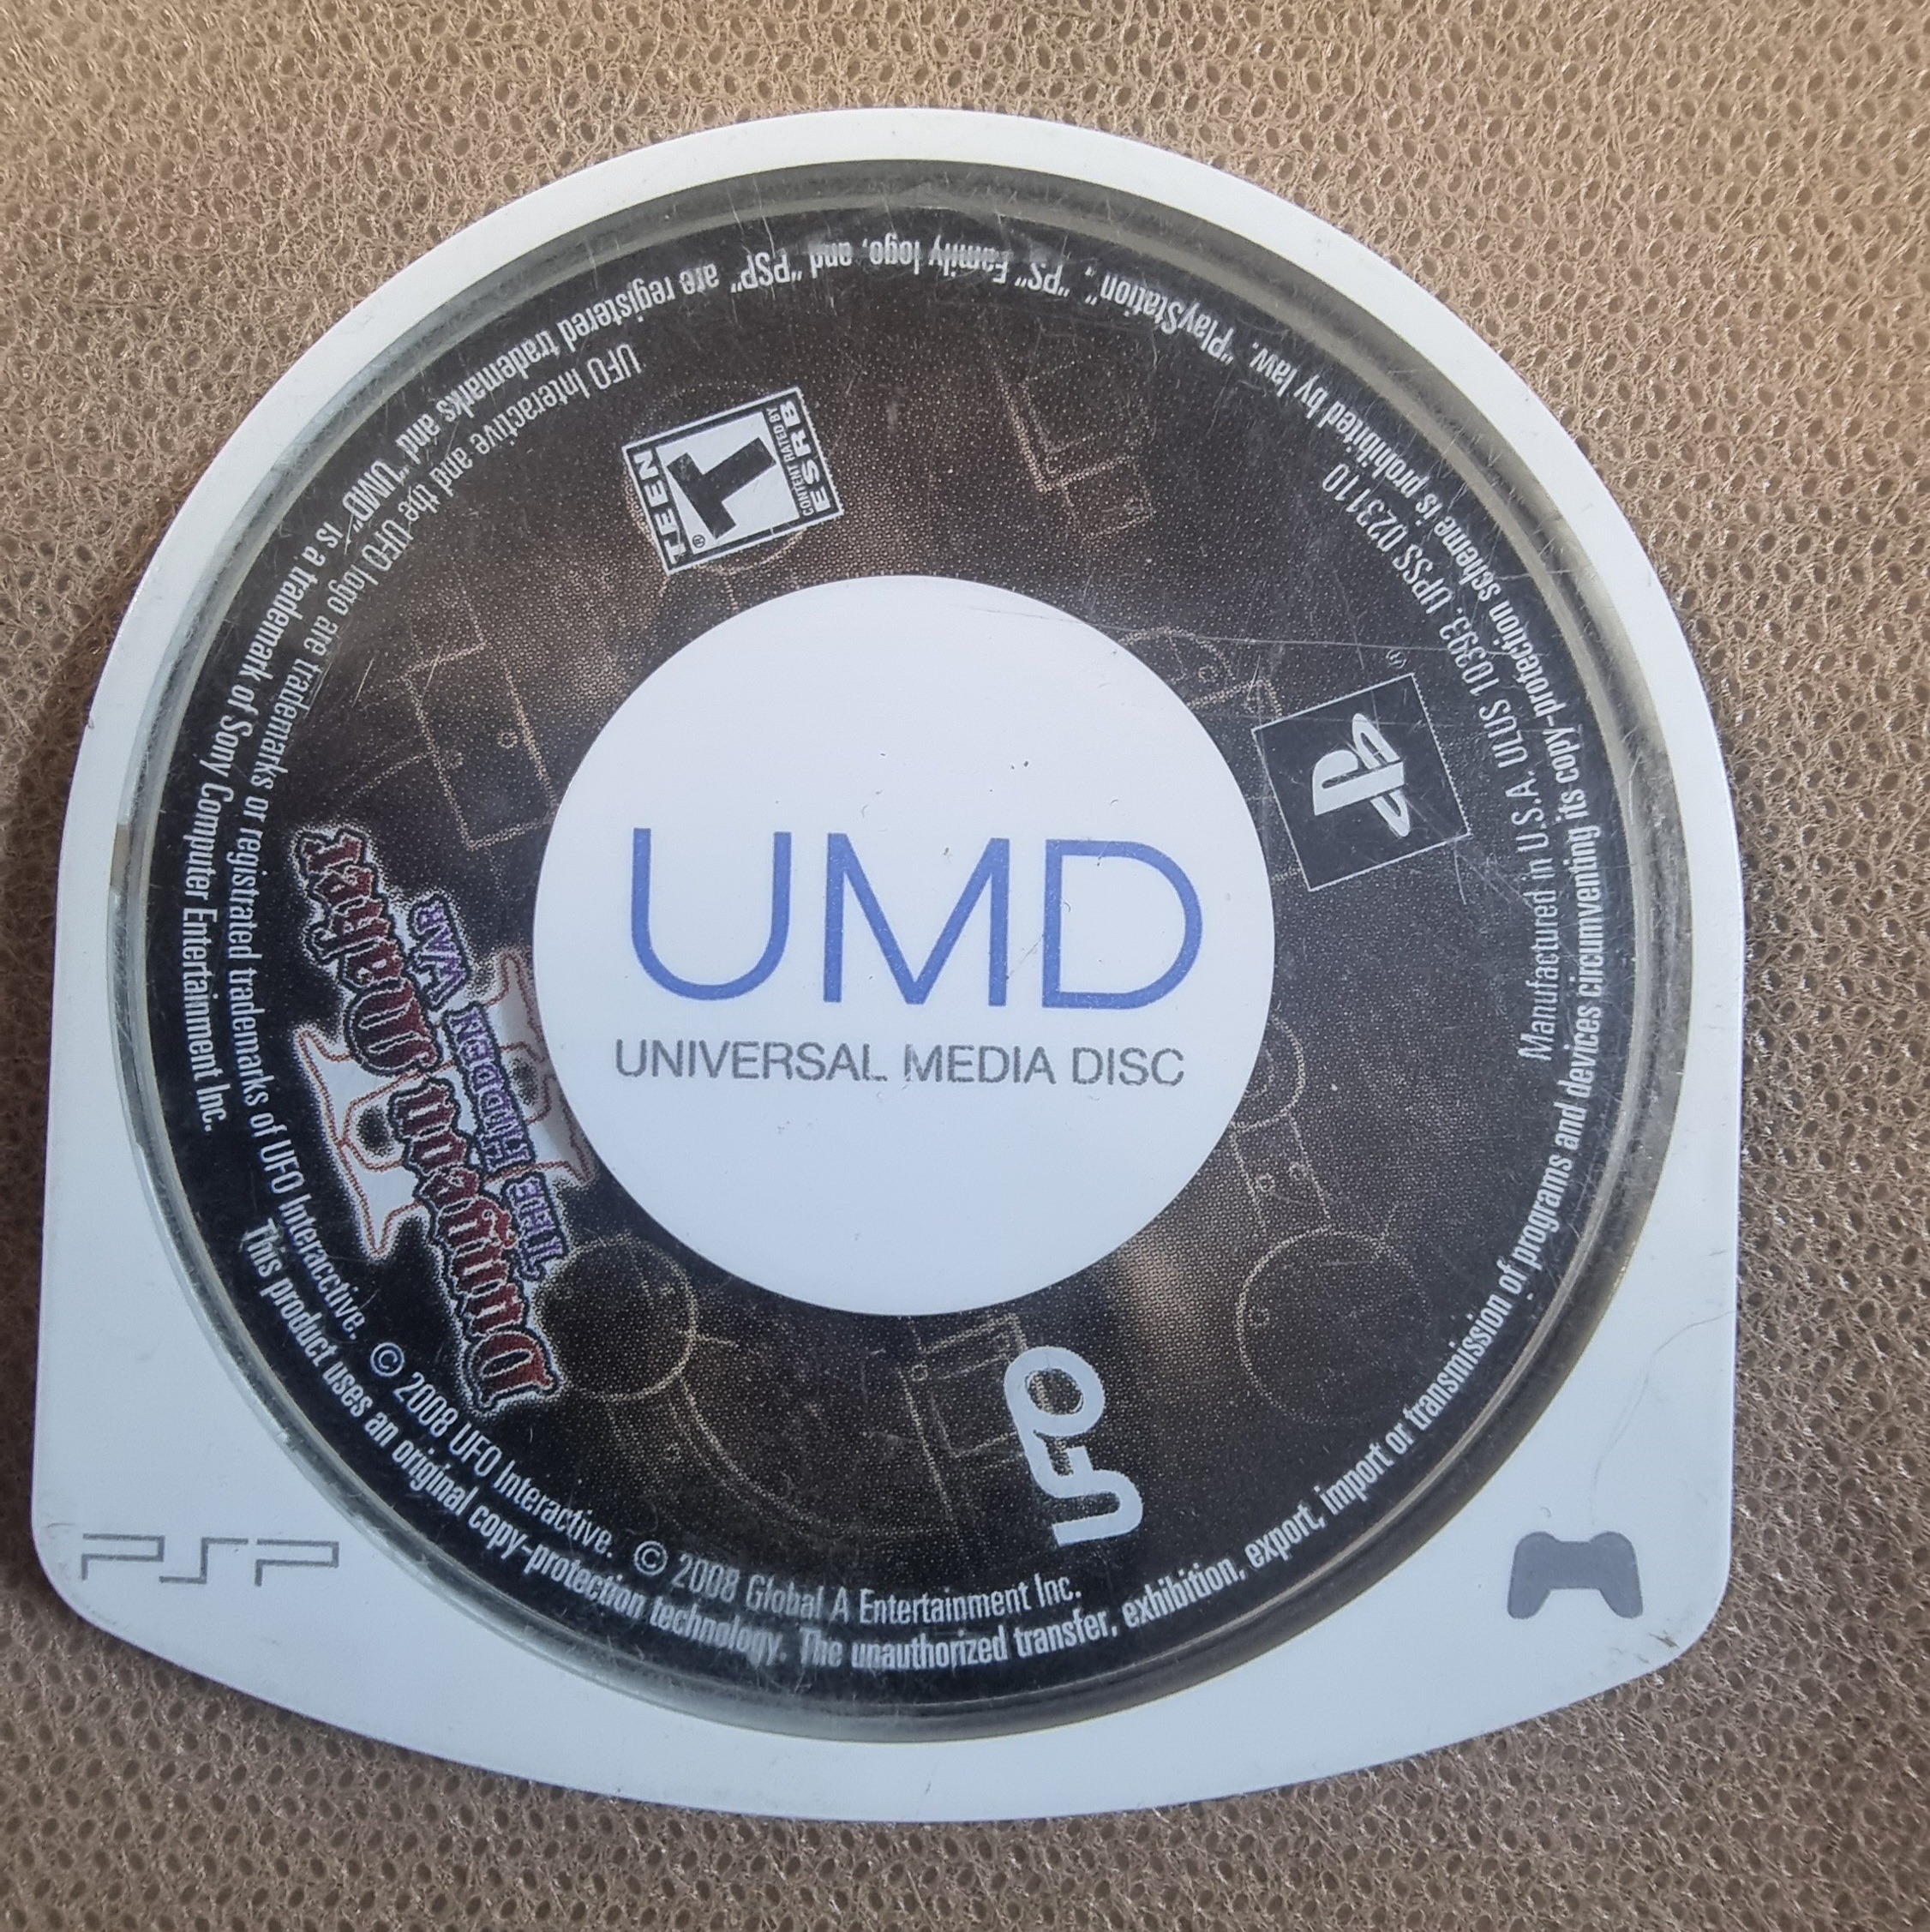 UMD
UNIVERSAL MEDIA DISC
Dungeon Maker
II
THE HIDDEN WAR
TEEN
T
®
CONTENT RATED BY
ESRB
®
UFO
Manufactured in U.S.A. ULUS 10393. UPSS 023110
UFO Interactive and the UFO logo are trademarks or registrated trademarks of UFO Interacctive. © 2008 UFO Interactive. © 2008 Global A Entertainment Inc.
This product uses an original copy-protection technology. The unauthorized transfer, exhibition, export, import or transmission of programs and devices circumventing its copy-protection scheme is prohibited by law. "PlayStation", "PS" Family logo, and "PSP" are registered trademarks and "UMD" is a trademark of Sony Computer Entertainment Inc.
PSP